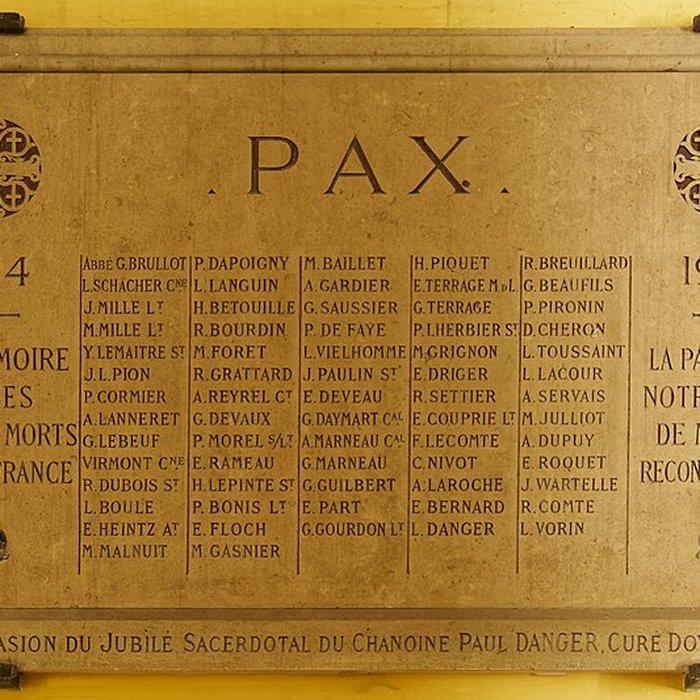 . PAX .
4
MOIRE
ES
MORTS
FRANCE
ABBÉ G. BRULLOT
L. SCHACHER CNE
J. MILLE LT
M. MILLE LT
Y. LEMAITRE ST
J. L. PION
P. CORMIER
A. LANNERET
G. LEBEUF
VIRMONT CNE
R. DUBOIS ST
L. BOULE
E. HEINTZ AT
M. MALNUIT
P. DAPOIGNY
L. LANGUIN
H. BETOUILLE
R. BOURDIN
M. FORET
R. GRATTARD
A. REYREL CT
G. DEVAUX
P. MOREL S/LT
E. RAMEAU
H. LEPINTE ST
P. BONIS LT
E. FLOCH
M. GASNIER
M. BAILLET
A. GARDIER
G. SAUSSIER
P. DE FAYE
L. VIELHOMME
J. PAULIN ST
E. DEVEAU
G. DAYMART CAL
A. MARNEAU CAL
G. MARNEAU
G. GUILBERT
E. PART
G. GOURDON LT
H. PIQUET
E. TERRAGE M DL
G. TERRAGE
P. LHERBIER ST
M. GRIGNON
E. DRIGER
R. SETTIER
E. COUPRIE LT
F. LECOMTE
C. NIVOT
A. LAROCHE
E. BERNARD
L. DANGER
R. BREUILLARD
G. BEAUFILS
P. PIRONIN
D. CHERON
L. TOUSSAINT
L. LACOUR
A. SERVAIS
M. JULLIOT
A. DUPUY
E. ROQUET
J. WARTELLE
R. COMTE
L. VORIN
19
LA PA
NOTR
DE
RECON
ASION DU JUBILÉ SACERDOTAL DU CHANOINE PAUL DANGER, CURÉ DO